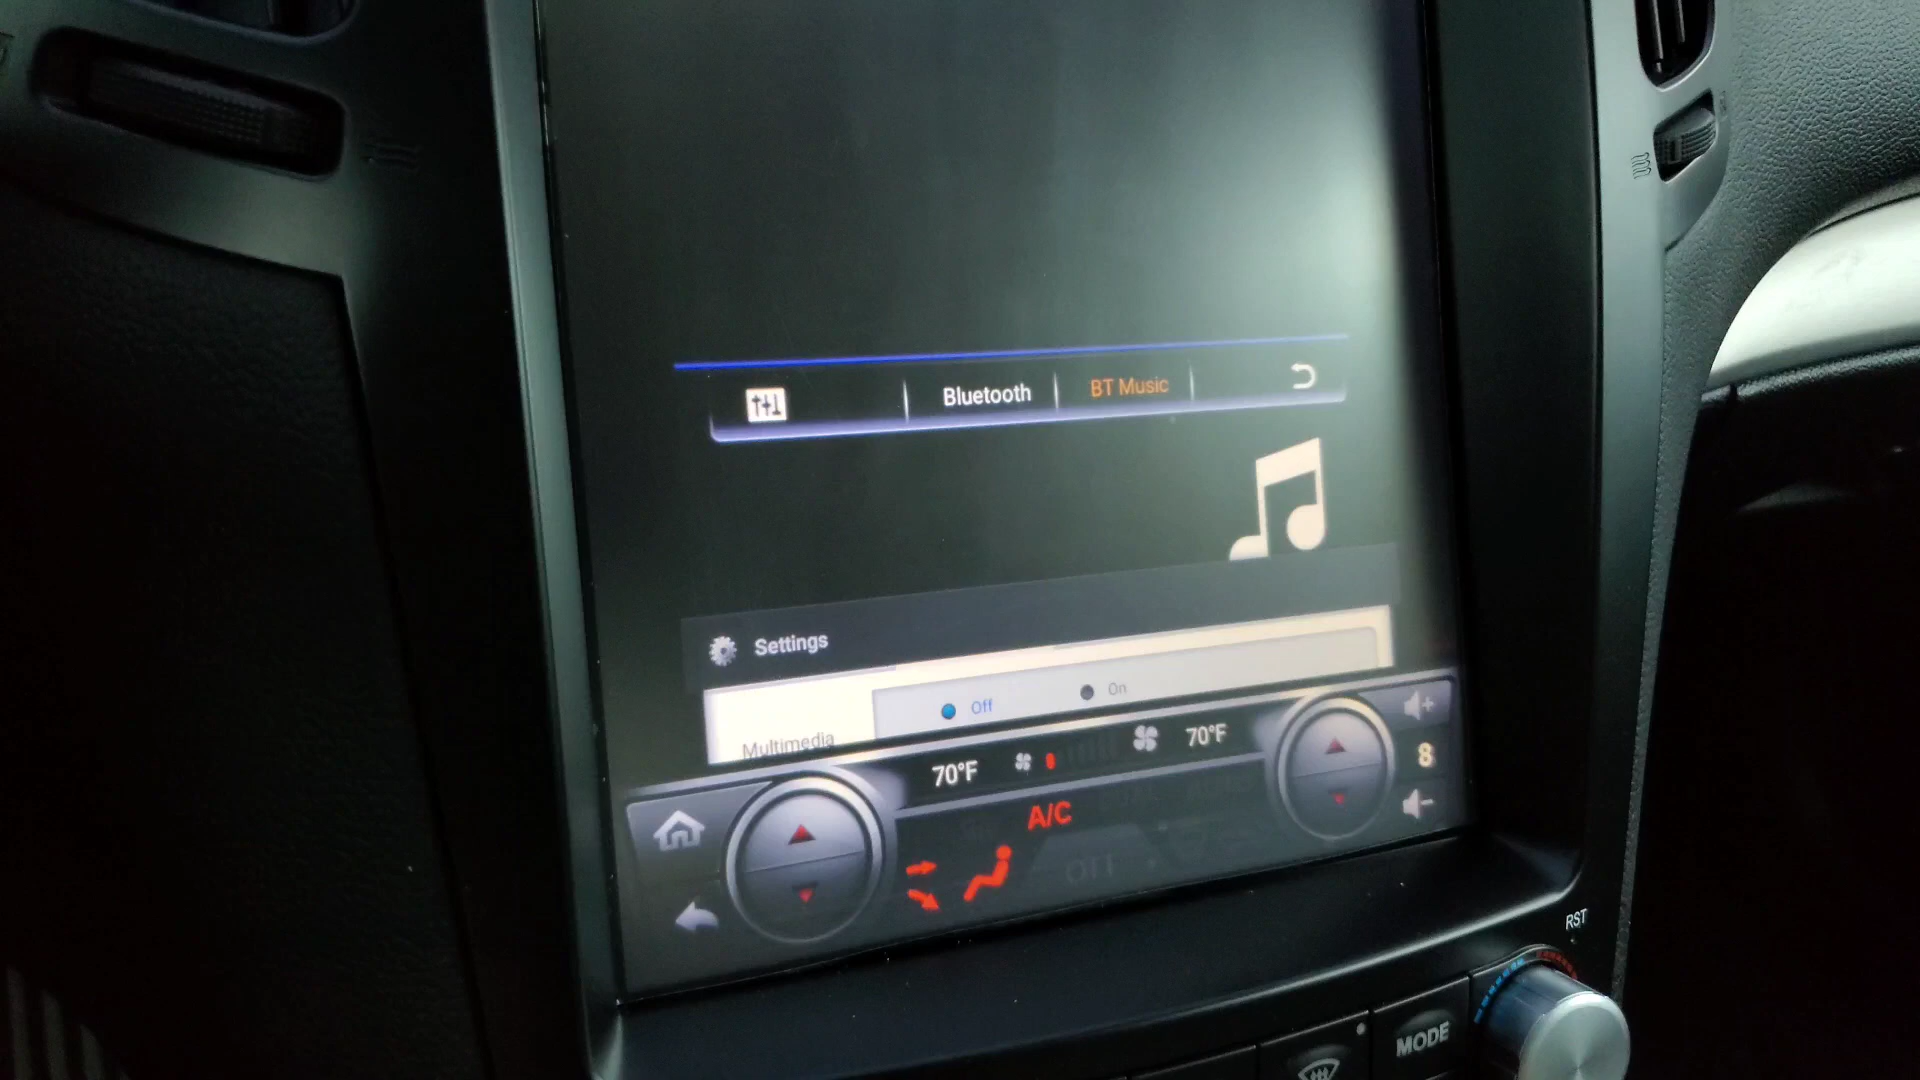 Bluetooth
BT Music
Settings
Off
On
Multimedia
70°F
70°F
8
A/C
RST
MODE